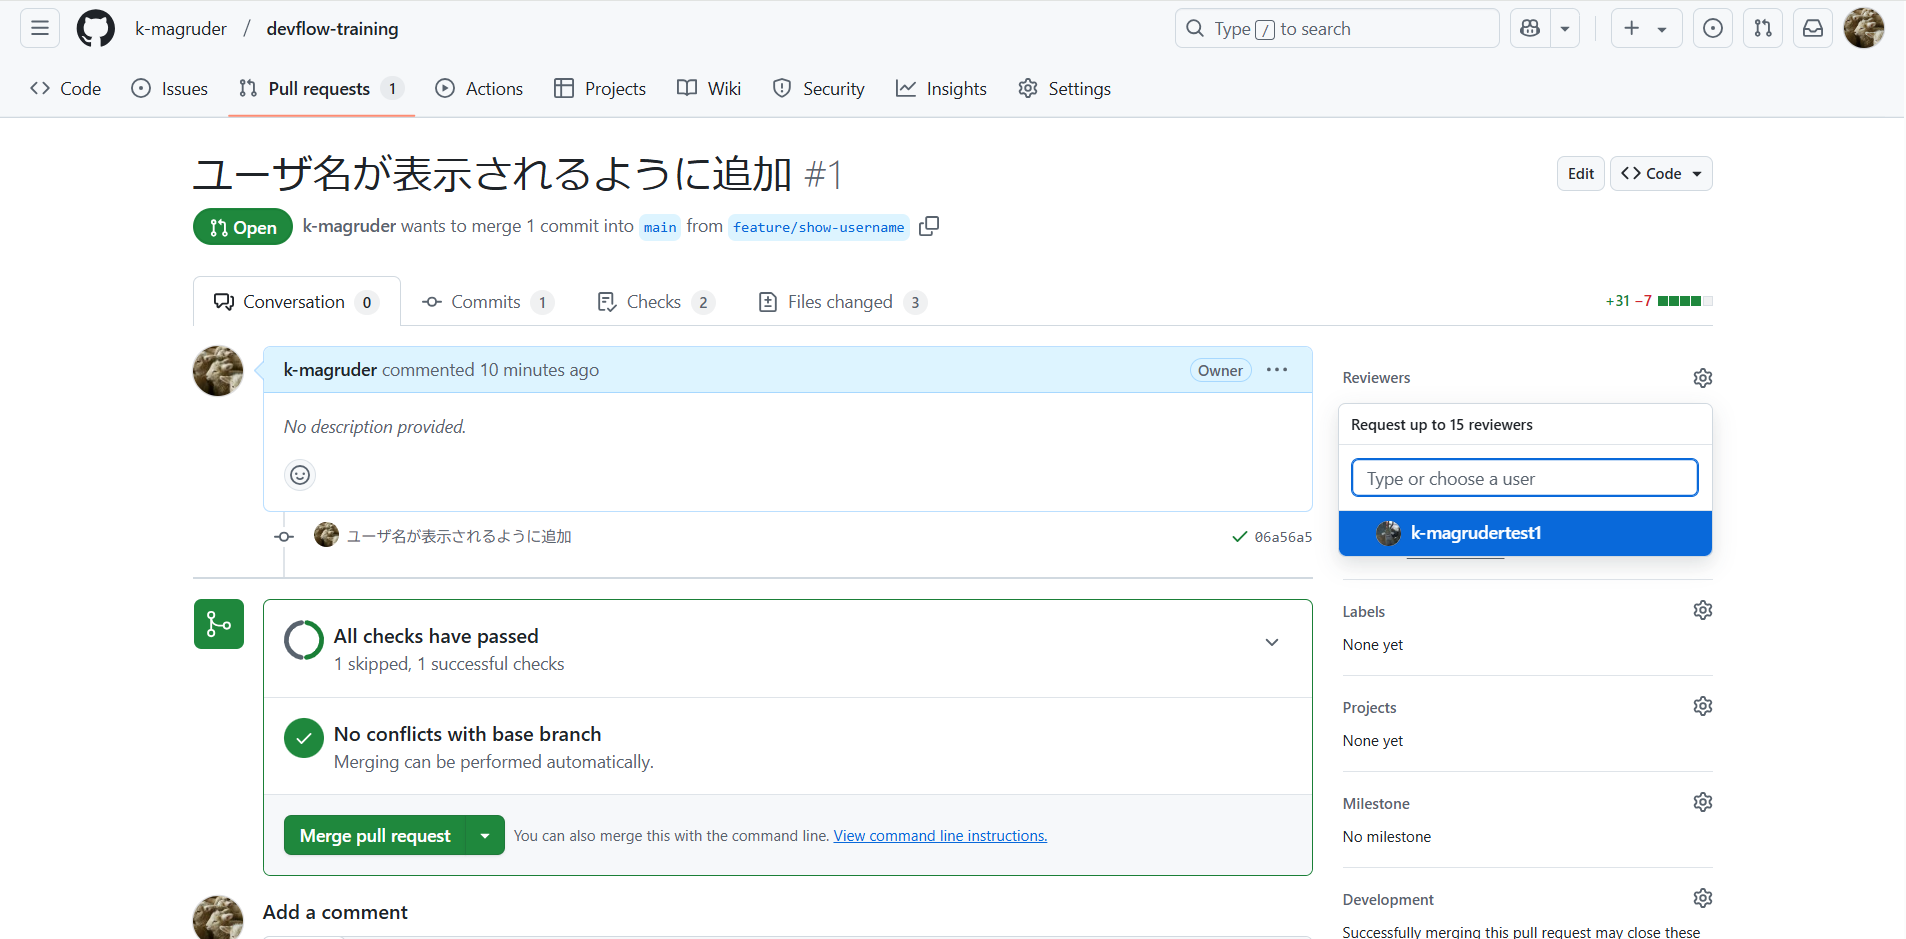 k-magruder / devflow-training
Type / to search
Code
Issues
Pull requests 1
Actions
Projects
Wiki
Security
Insights
Settings
ユーザ名が表示されるように追加 #1
Edit
Code
Open
k-magruder wants to merge 1 commit into main from feature/show-username
Conversation 0
Commits 1
Checks 2
Files changed 3
+31 −7
k-magruder commented 10 minutes ago
Owner
No description provided.
ユーザ名が表示されるように追加
06a56a5
All checks have passed
1 skipped, 1 successful checks
No conflicts with base branch
Merging can be performed automatically.
Merge pull request
You can also merge this with the command line. View command line instructions.
Add a comment
Reviewers
Request up to 15 reviewers
Type or choose a user
k-magrudertest1
Labels
None yet
Projects
None yet
Milestone
No milestone
Development
Successfully merging this pull request may close these